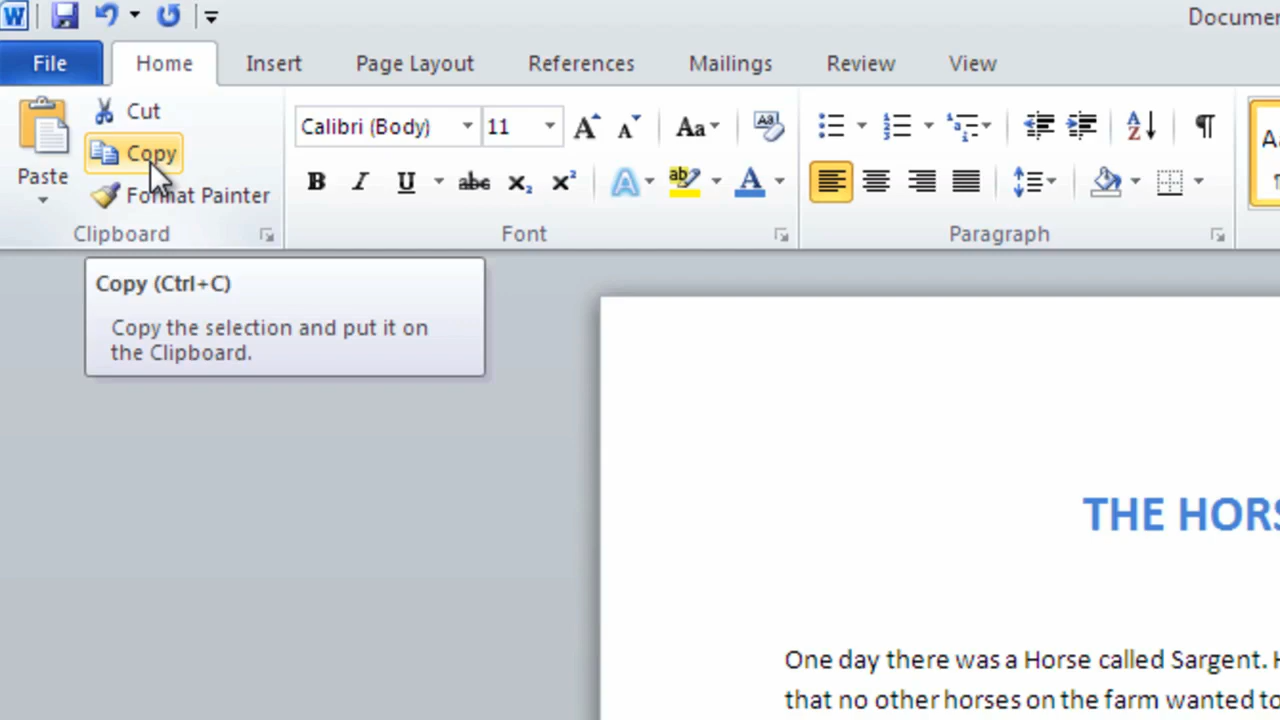 Documen
File Home Insert Page Layout References Mailings Review View
Cut
Calibri (Body) 11
Copy
Paste
Format Painter
Clipboard Font Paragraph
Copy (Ctrl+C)
Copy the selection and put it on
the Clipboard.
THE HORS
One day there was a Horse called Sargent. H
that no other horses on the farm wanted to